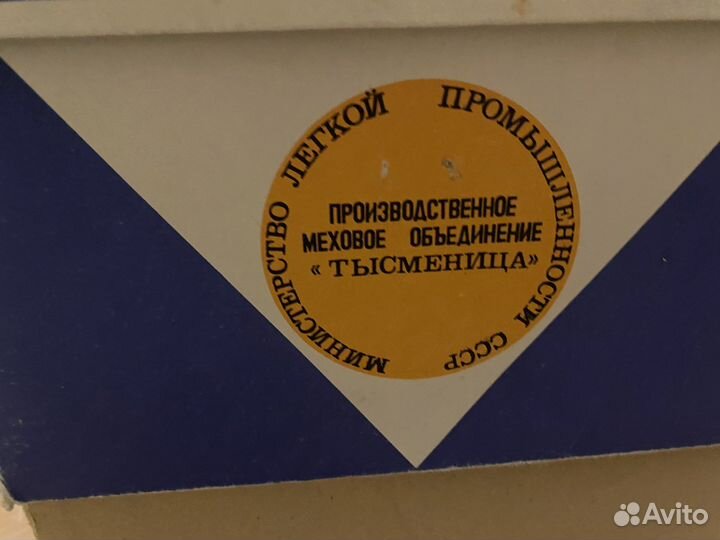 МИНИСТЕРСТВО ЛЕГКОЙ ПРОМЫШЛЕННОСТИ СССР
ПРОИЗВОДСТВЕННОЕ
МЕХОВОЕ ОБЪЕДИНЕНИЕ
« ТЫСМЕНИЦА»
Avito